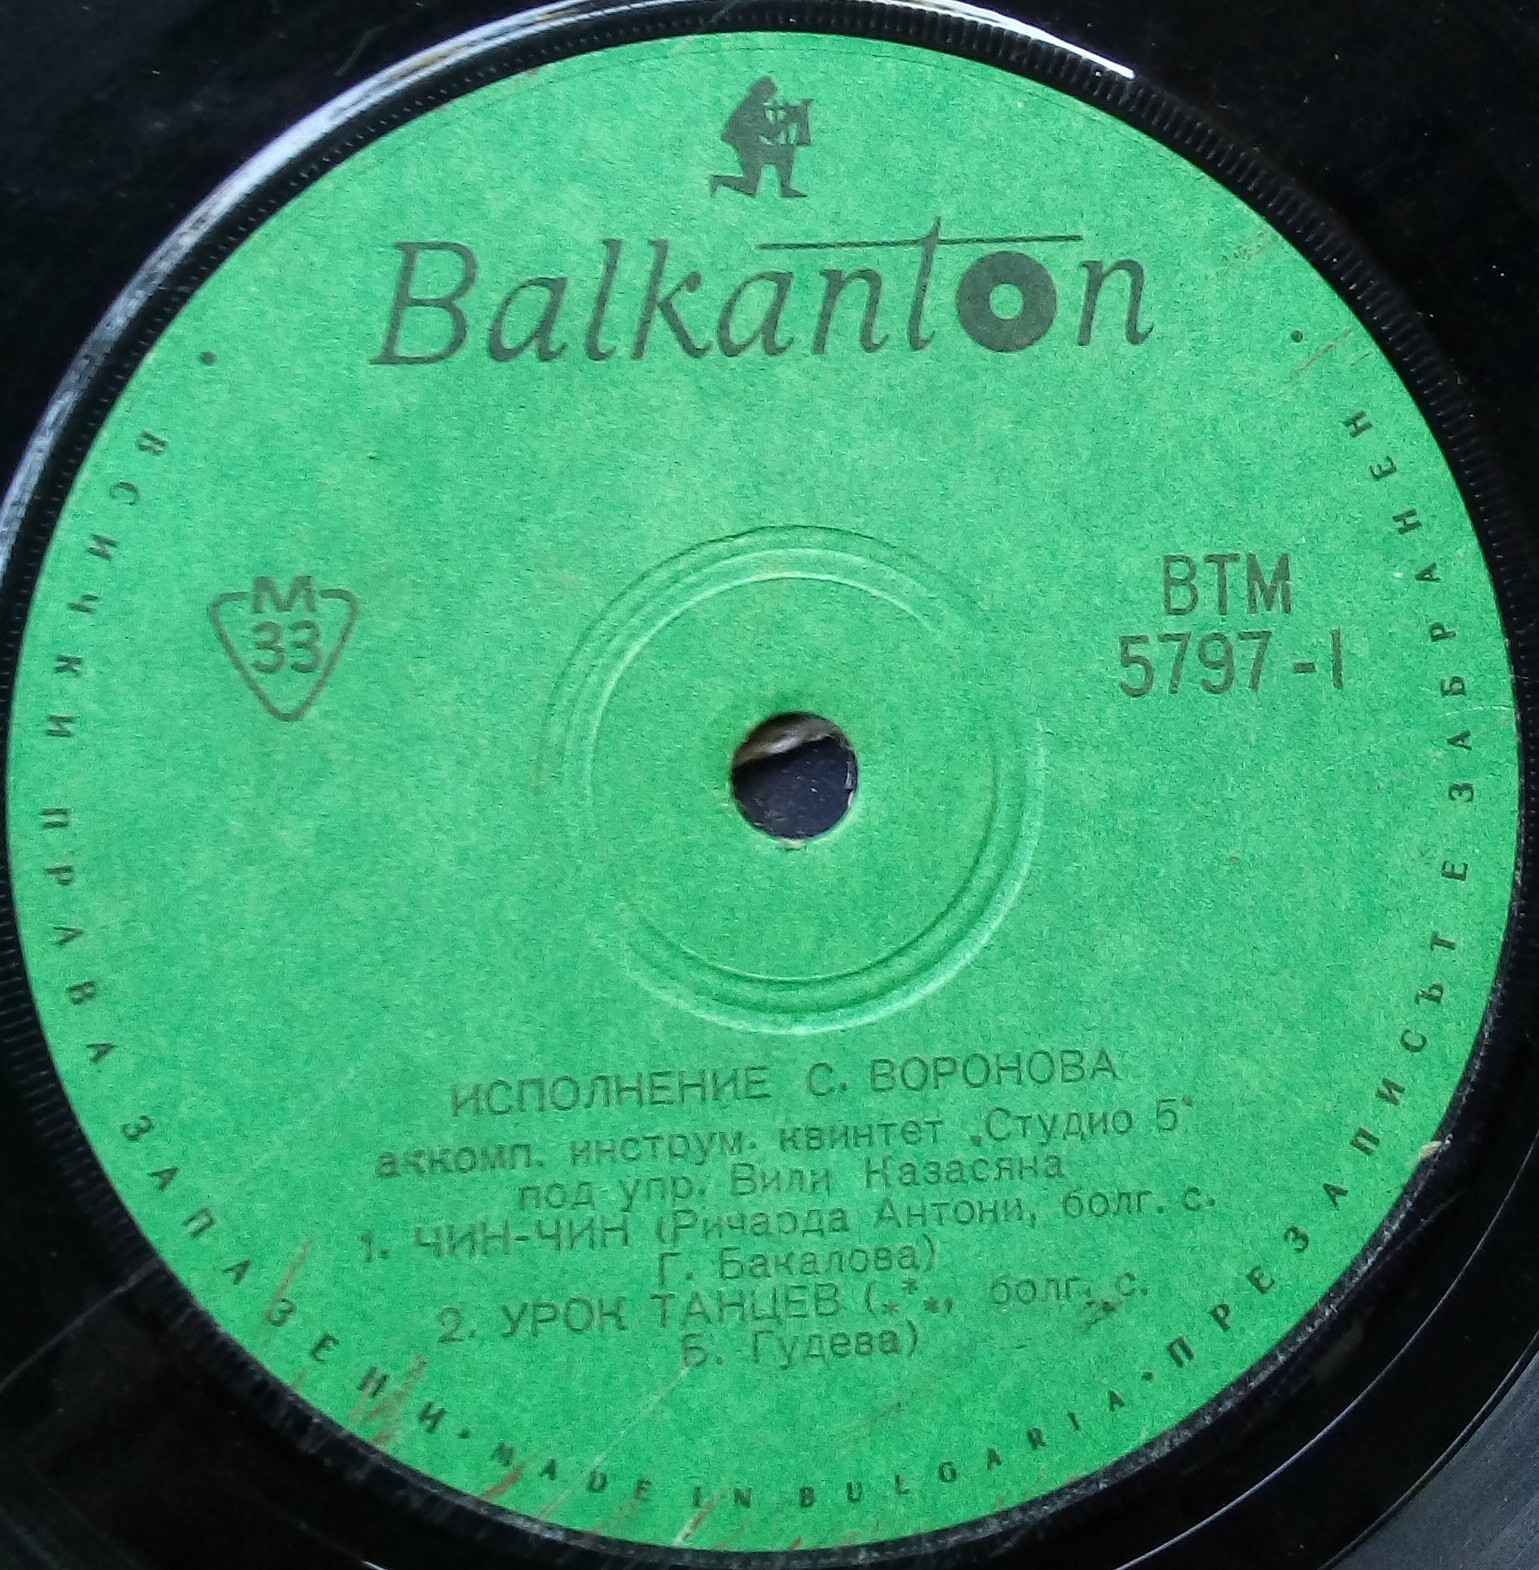 Balkanton
М
33
ВТМ
5797-I
ИСПОЛНЕНИЕ С. ВОРОНОВА
аккомп. инструм. квинтет „Студио 5“
под упр. Вили Казасяна
1. ЧИН-ЧИН (Ричарда Антони, болг. с.
Г. Бакалова)
2. УРОК ТАНЦЕВ (***, болг. с.
Б. Гудева)
• ВСИЧКИ ПРАВА ЗАПАЗЕНИ • MADE IN BULGARIA • ПРЕЗАПИСЪТ Е ЗАБРАНЕН •